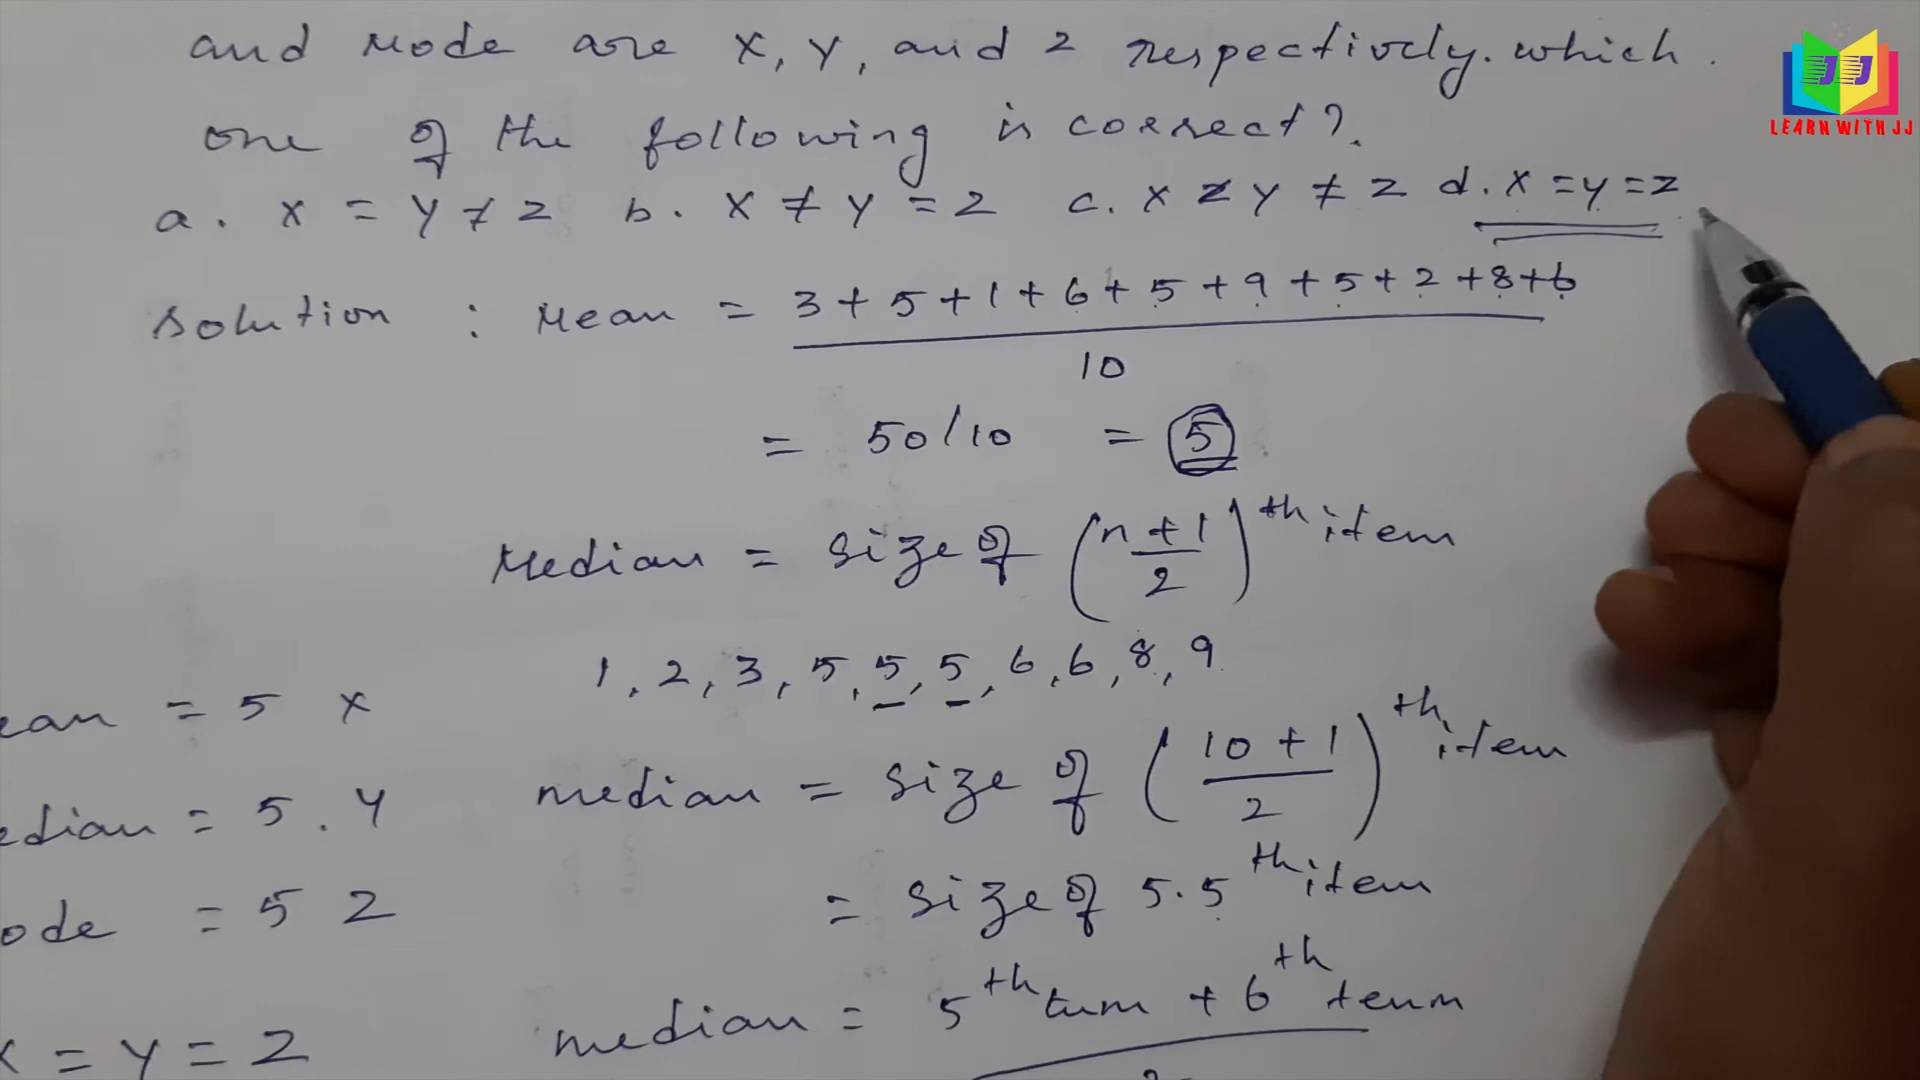 and Mode are X, Y, and Z respectively. which
one of the following is correct?
a. X = Y ≠ Z b. X ≠ Y = Z c. X ≠ Y ≠ Z d. X = Y = Z
Solution : Mean = 3 + 5 + 1 + 6 + 5 + 9 + 5 + 2 + 8 + 6
10
= 50/10 = 5
Median = Size of (n + 1 / 2)th item
1, 2, 3, 5, 5, 5, 6, 6, 8, 9
ean = 5 X
median = size of (10 + 1 / 2)th item
edian = 5. Y
= size of 5.5th item
ode = 5 Z
median = 5th term + 6th term
2
X = Y = Z
JJ
LEARN WITH JJ